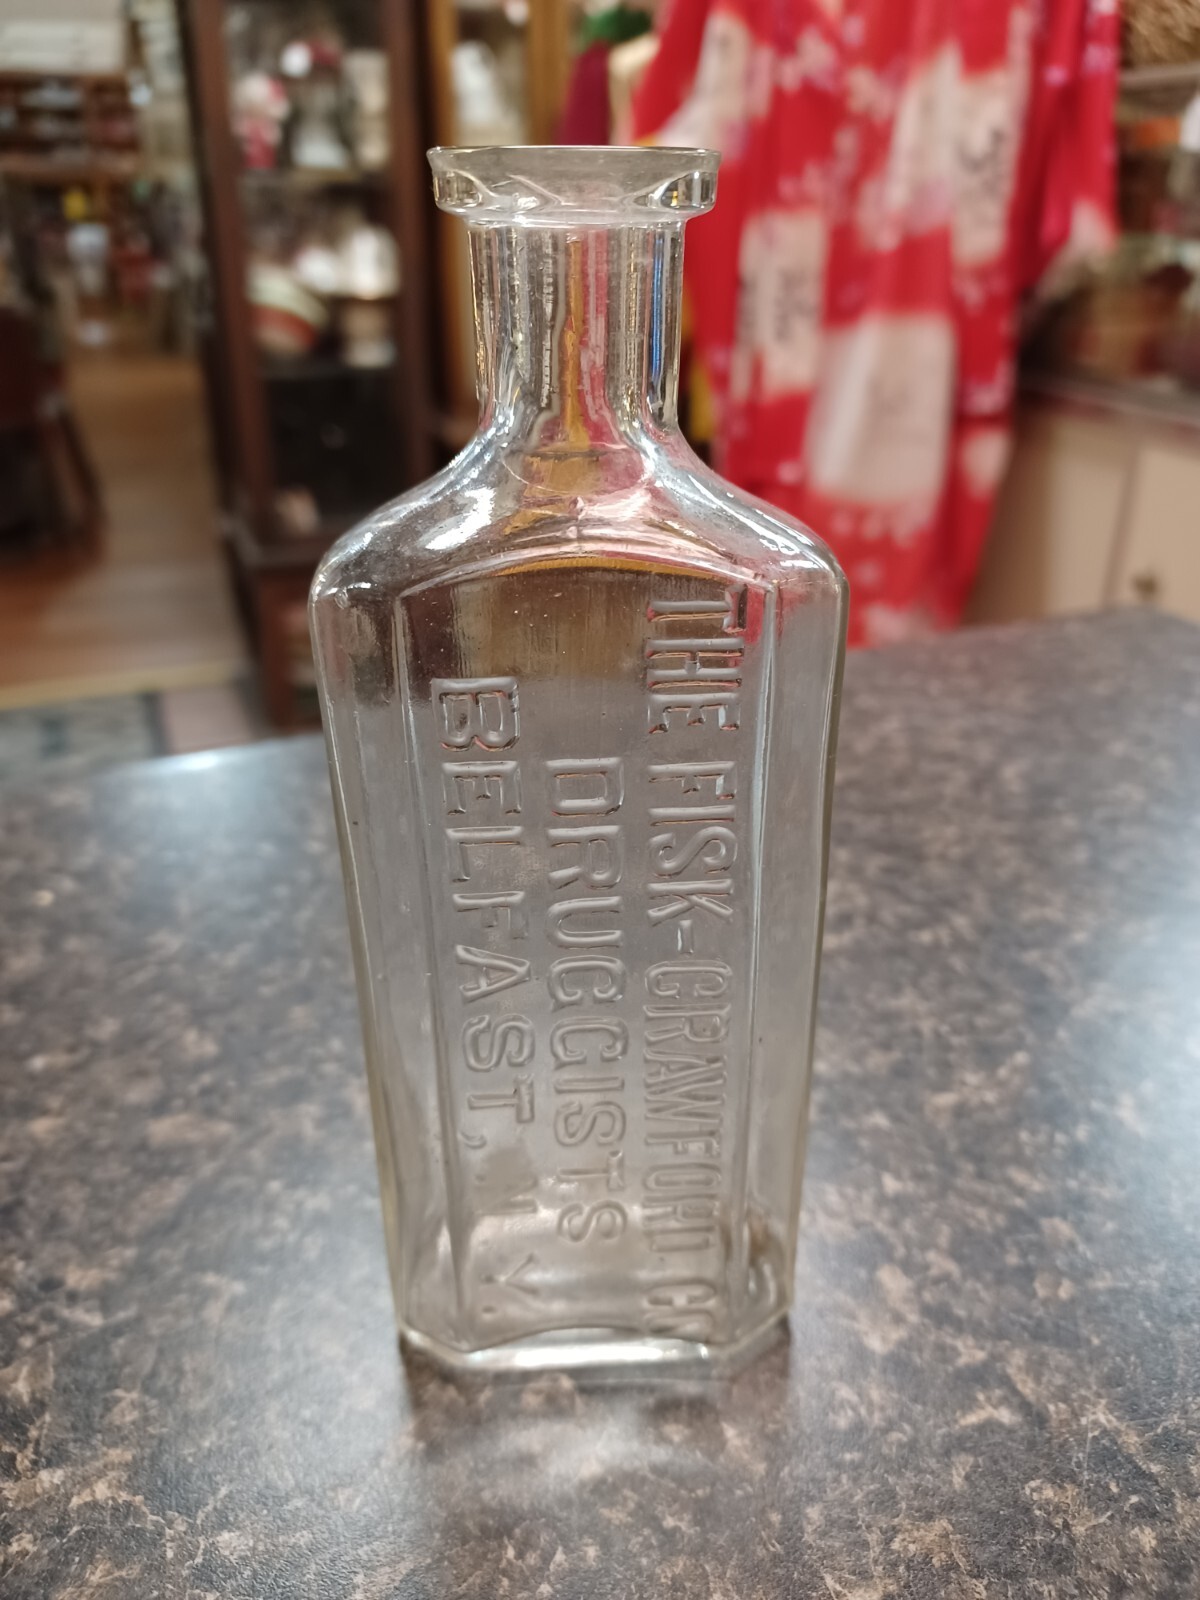 THE FISK-CRAWFORD CO
DRUGGISTS
BELFAST, N.Y.